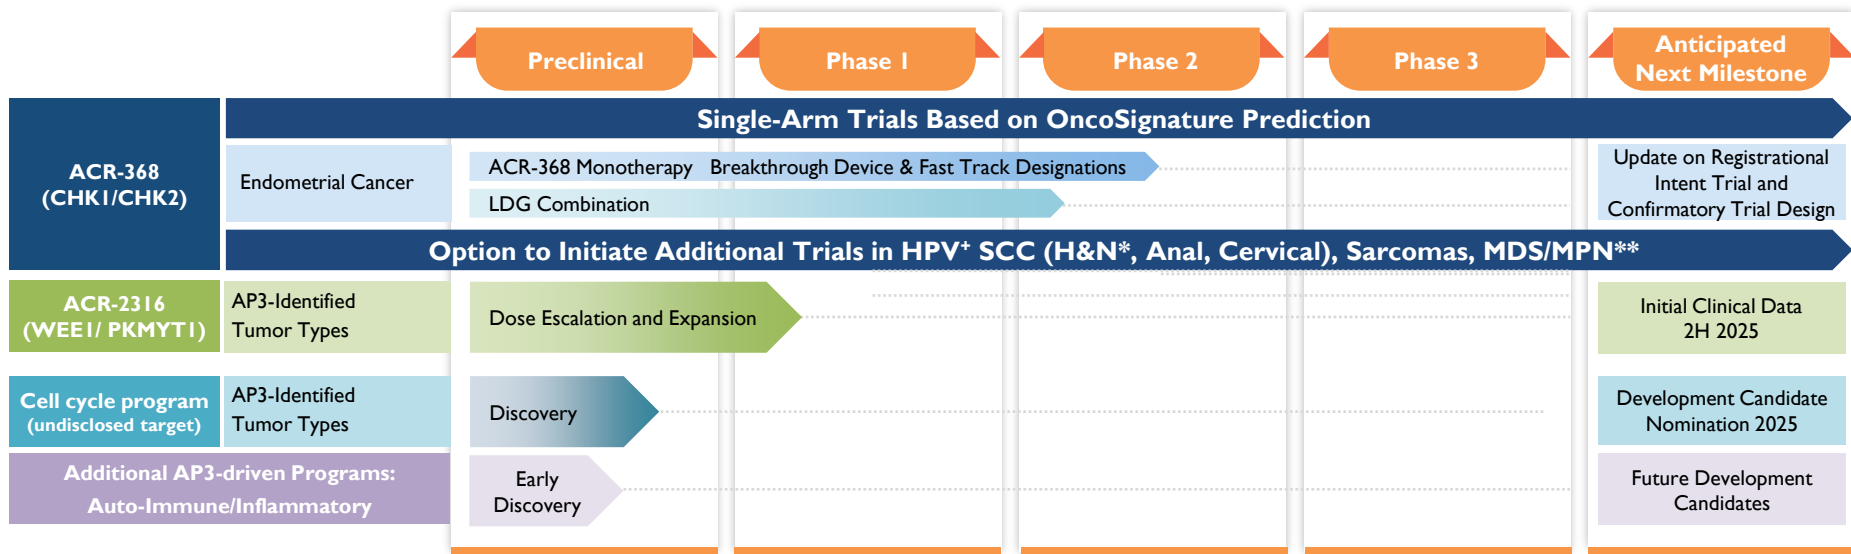 Preclinical
Phase 1
Phase 2
Phase 3
Anticipated
Next Milestone
ACR-368
(CHK1/CHK2)
Single-Arm Trials Based on OncoSignature Prediction
Endometrial Cancer
ACR-368 Monotherapy Breakthrough Device & Fast Track Designations
LDG Combination
Update on Registrational
Intent Trial and
Confirmatory Trial Design
Option to Initiate Additional Trials in HPV⁺ SCC (H&N*, Anal, Cervical), Sarcomas, MDS/MPN**
ACR-2316
(WEE1/ PKMYT1)
AP3-Identified
Tumor Types
Dose Escalation and Expansion
Initial Clinical Data
2H 2025
Cell cycle program
(undisclosed target)
AP3-Identified
Tumor Types
Discovery
Development Candidate
Nomination 2025
Additional AP3-driven Programs:
Auto-Immune/Inflammatory
Early
Discovery
Future Development
Candidates